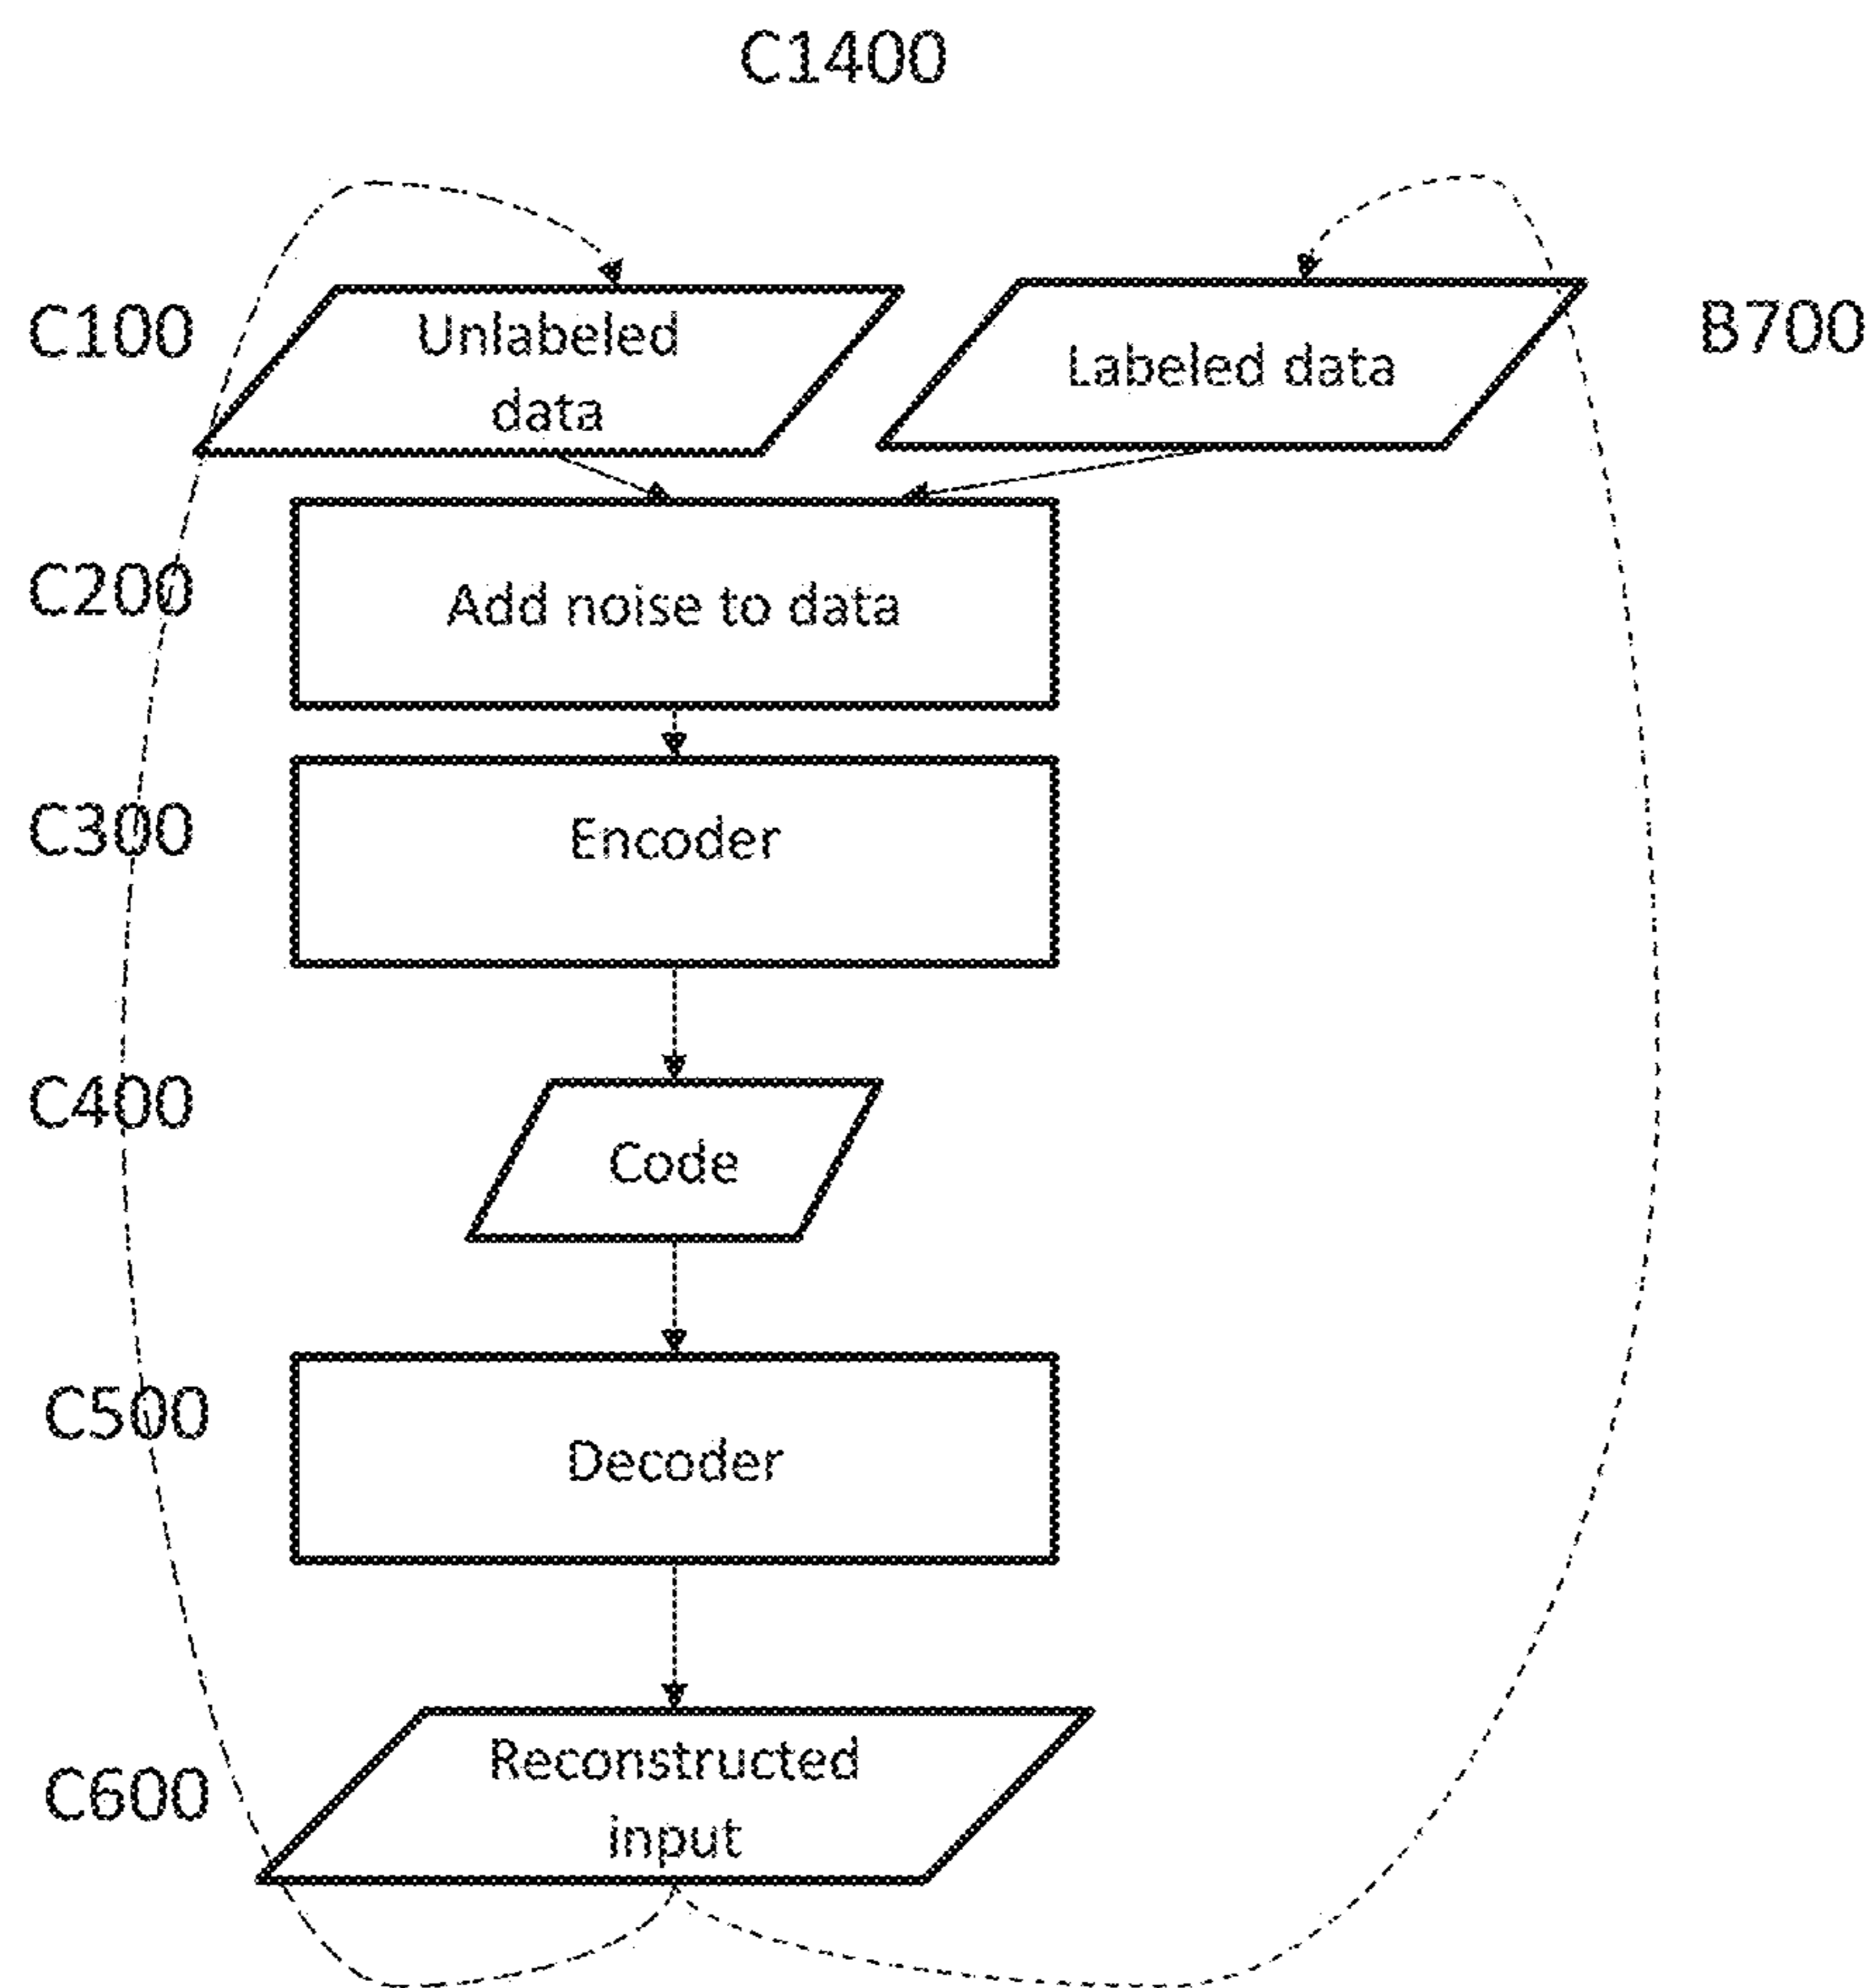 C1400
C100
Unlabeled
data
Labeled data
B700
C200
Add noise to data
C300
Encoder
C400
Code
C500
Decoder
C600
Reconstructed
input